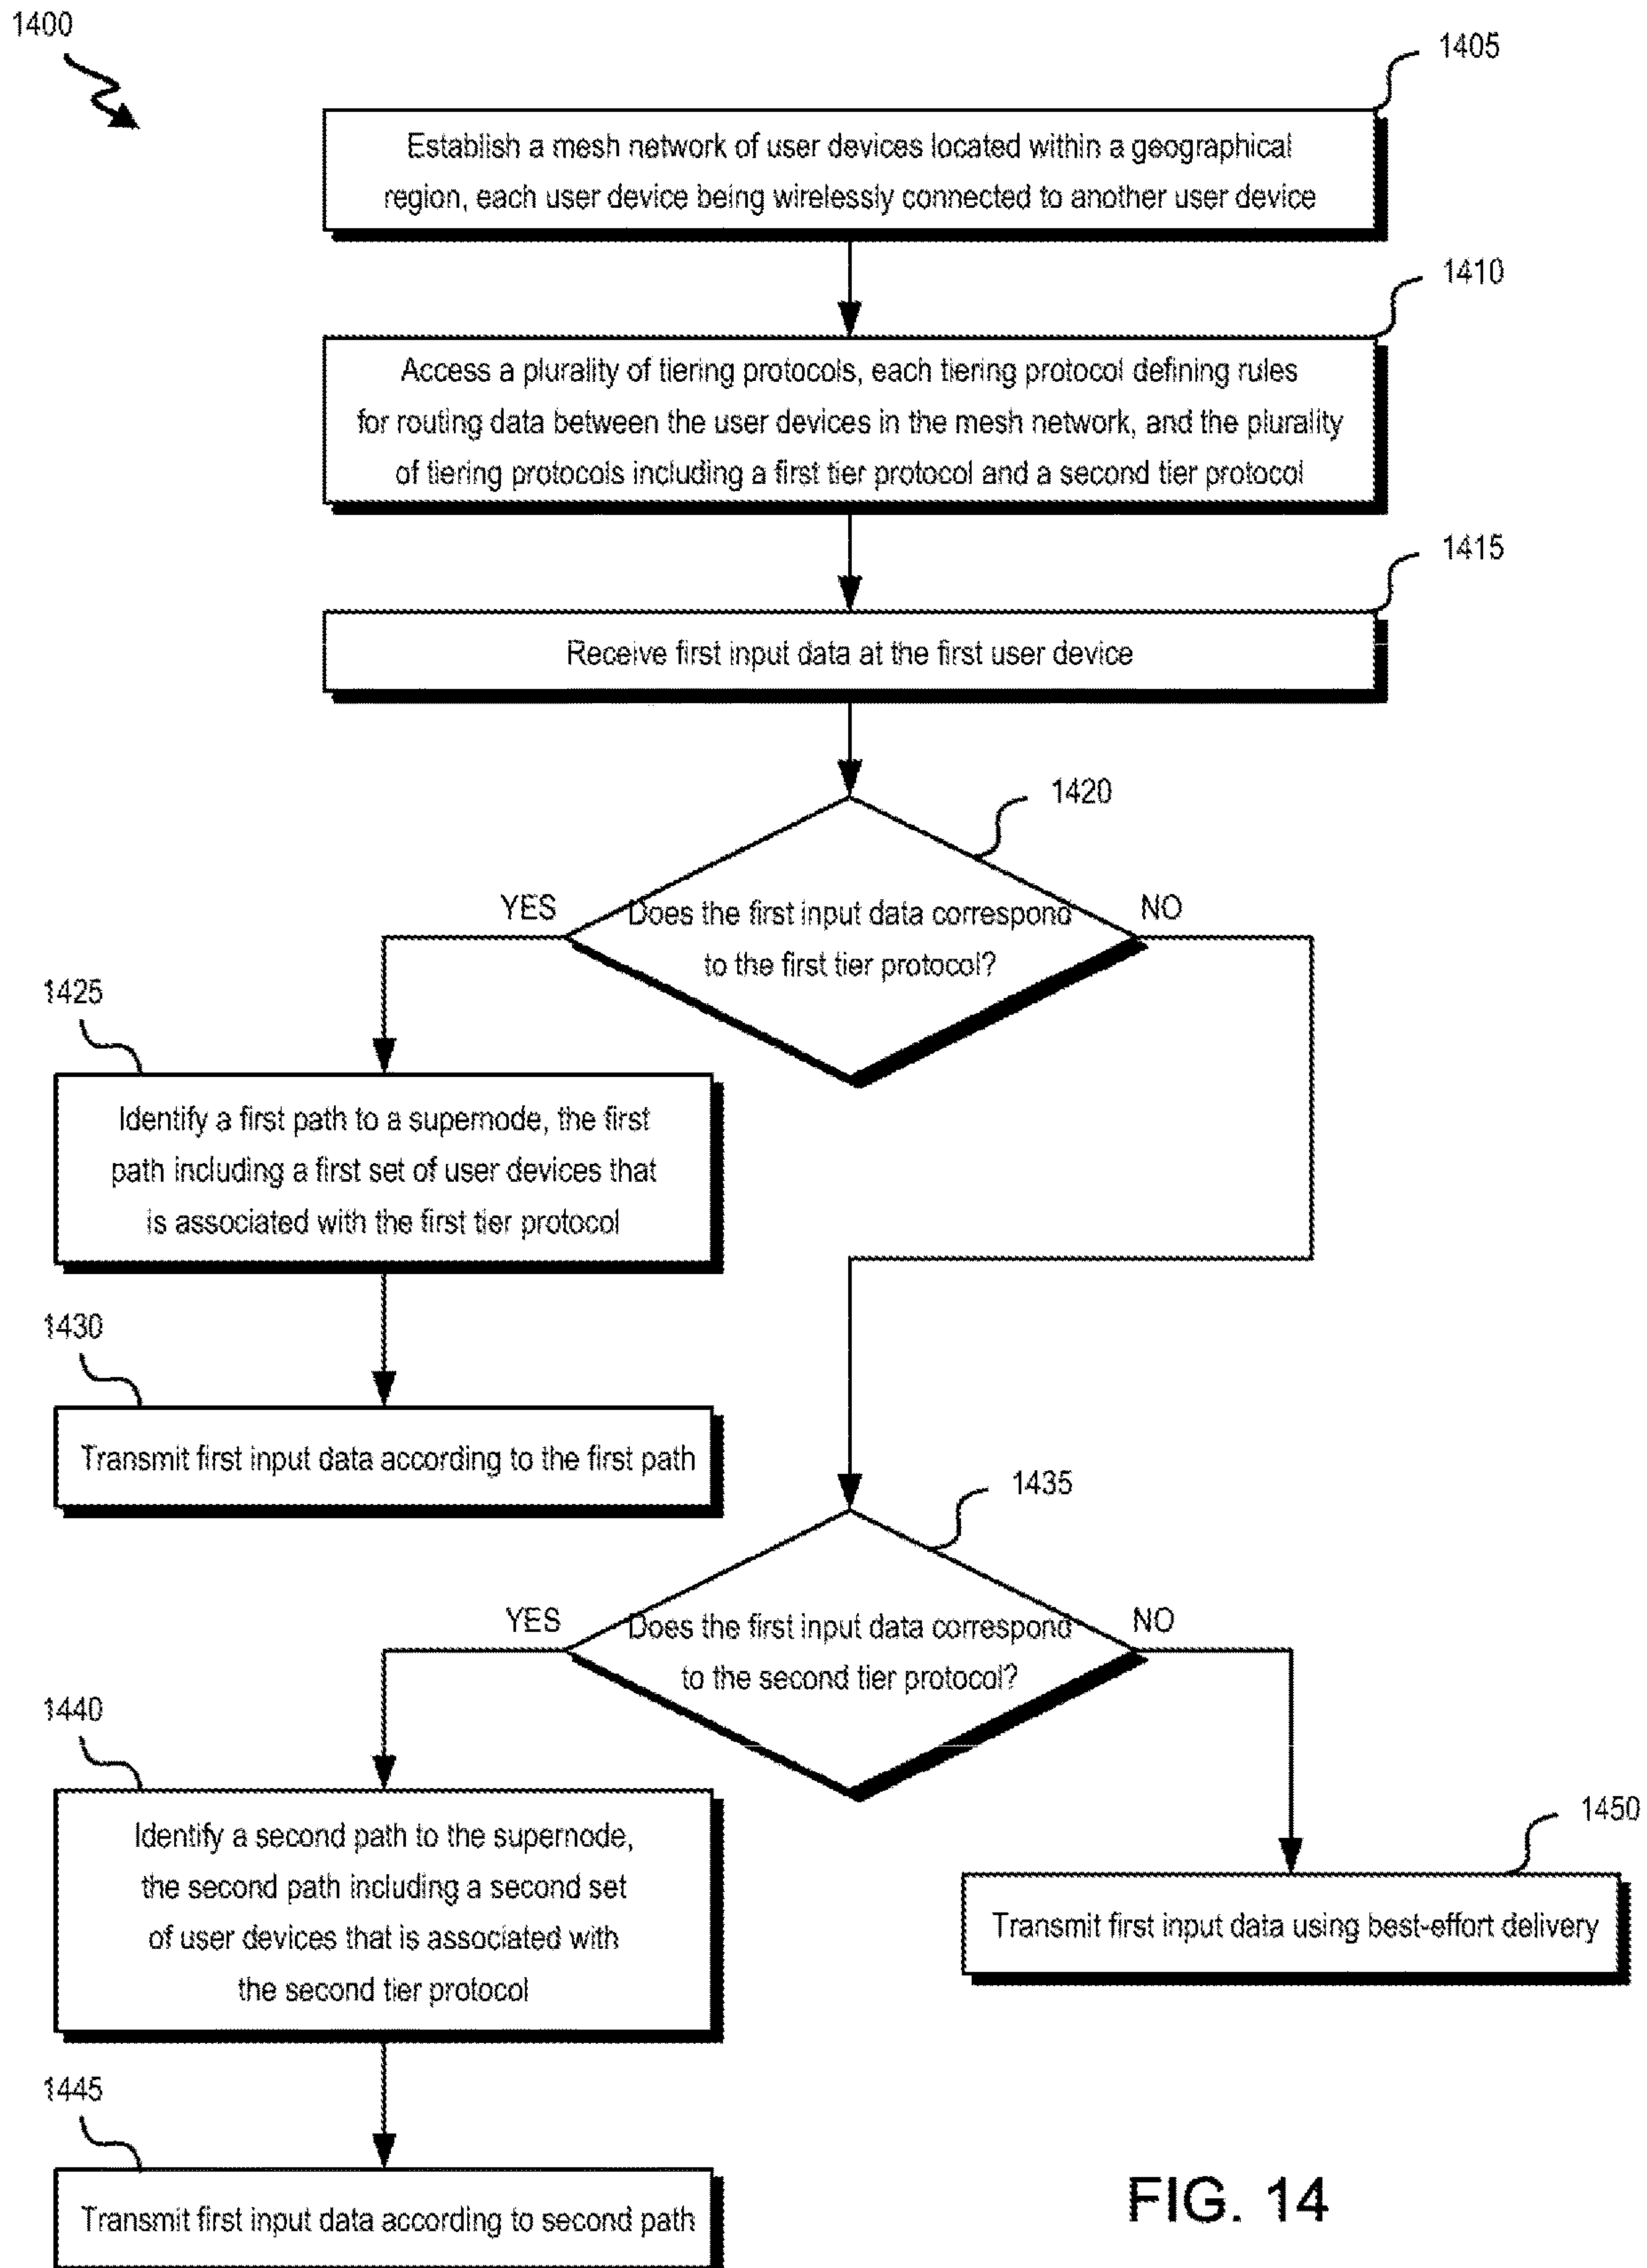 1400
1405
Establish a mesh network of user devices located within a geographical
region, each user device being wirelessly connected to another user device
1410
Access a plurality of tiering protocols, each tiering protocol defining rules
for routing data between the user devices in the mesh network, and the plurality
of tiering protocols including a first tier protocol and a second tier protocol
1415
Receive first input data at the first user device
1420
YES
Does the first input data correspond
to the first tier protocol?
NO
1425
Identify a first path to a supernode, the first
path including a first set of user devices that
is associated with the first tier protocol
1430
Transmit first input data according to the first path
1435
YES
Does the first input data correspond
to the second tier protocol?
NO
1440
Identify a second path to the supernode,
the second path including a second set
of user devices that is associated with
the second tier protocol
1450
Transmit first input data using best-effort delivery
1445
Transmit first input data according to second path
FIG. 14